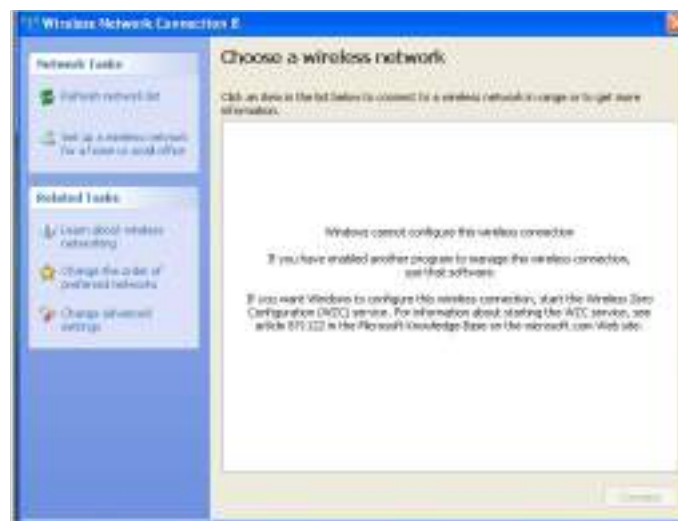 Wireless Network Connection 8
Network Tasks
Refresh network list
Set up a wireless network
for a home or small office
Related Tasks
Learn about wireless
networking
Change the order of
preferred networks
Change advanced
settings
Choose a wireless network
Click an item in the list below to connect to a wireless network in range or to get more
information.
Windows cannot configure this wireless connection
If you have enabled another program to manage this wireless connection,
use that software.
If you want Windows to configure this wireless connection, start the Wireless Zero
Configuration (WZC) service. For information about starting the WZC service, see
article 871122 in the Microsoft Knowledge Base on the microsoft.com Web site.
Connect